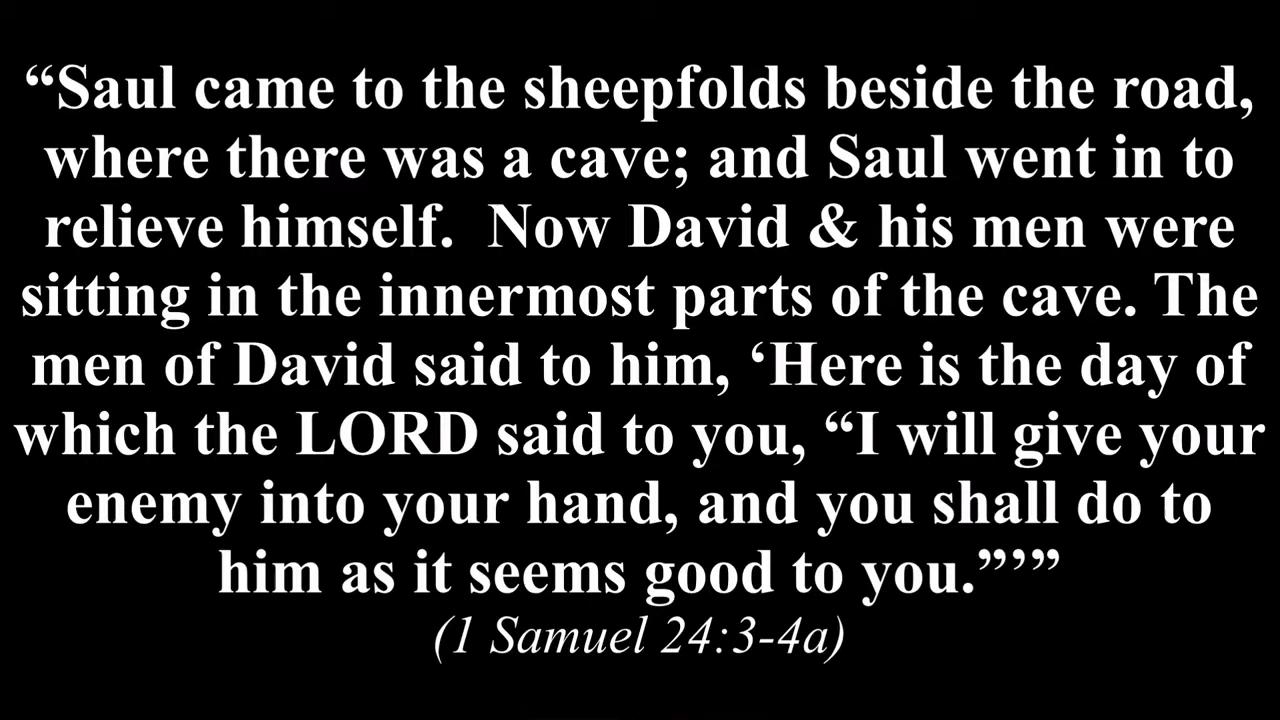 “Saul came to the sheepfolds beside the road,
where there was a cave; and Saul went in to
relieve himself.  Now David & his men were
sitting in the innermost parts of the cave. The
men of David said to him, ‘Here is the day of
which the LORD said to you, “I will give your
enemy into your hand, and you shall do to
him as it seems good to you.”’”
(1 Samuel 24:3-4a)